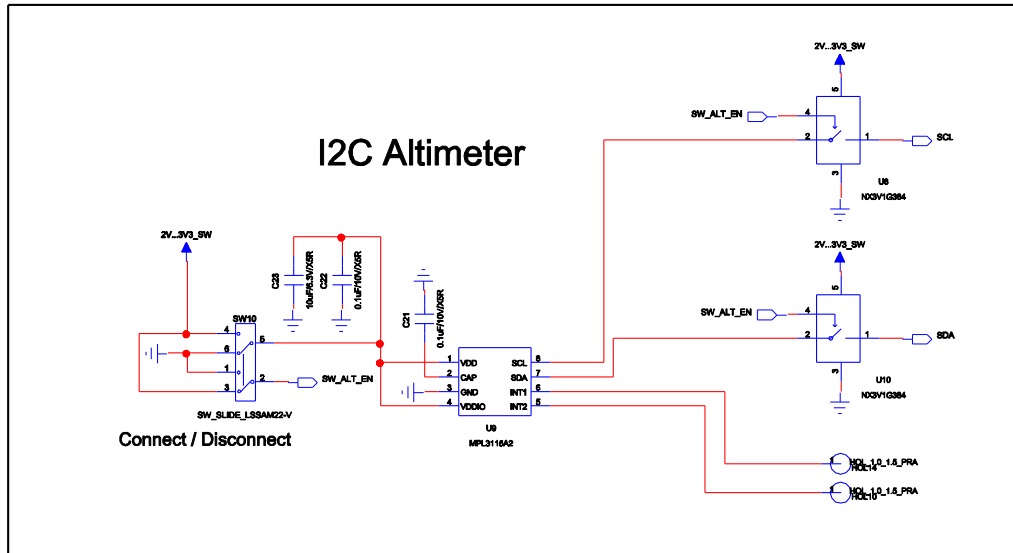 I2C Altimeter
2V...3V3_SW
5
SW_ALT_EN
4
2
1
SCL
3
U8
NX3V1G384
2V...3V3_SW
5
SW_ALT_EN
4
2
1
SDA
3
U10
NX3V1G384
2V...3V3_SW
SW10
4
5
6
1
2
SW_ALT_EN
3
SW_SLIDE_LSSAM22-V
Connect / Disconnect
C23
10uF/6.3V/X5R
C22
0.1uF/10V/X5R
C21
0.1uF/10V/X5R
1 VDD SCL 8
2 CAP SDA 7
3 GND INT1 6
4 VDDIO INT2 5
U9
MPL3115A2
1
HOL_1.0_1.5_PRA
HOL14
1
HOL_1.0_1.5_PRA
HOL10